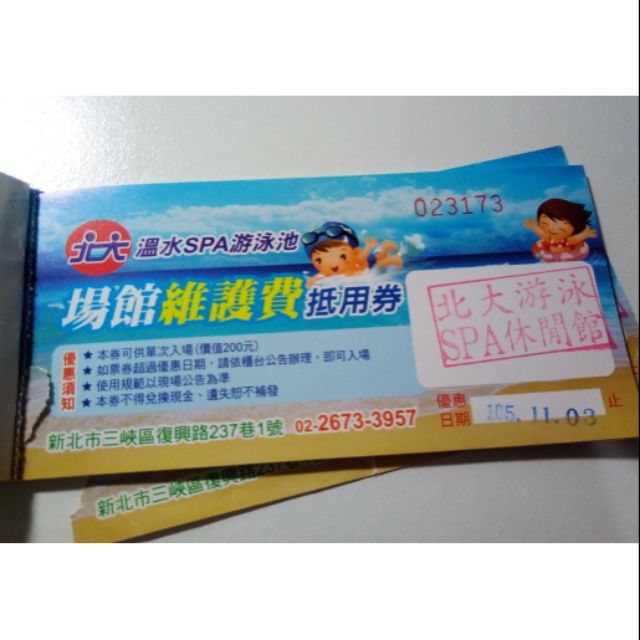 023173
北大 溫水SPA游泳池
場館維護費抵用券
北大游泳
SPA休閒館
優惠須知
★本券可供單次入場(價值200元)
★如票券超過優惠日期，請依櫃台公告辦理，即可入場
★使用規範以現場公告為準
★本券不得兌換現金、遺失恕不補發
優惠日期 105.11.03 止
新北市三峽區復興路237巷1號 02-2673-3957
新北市三峽區復興路237巷